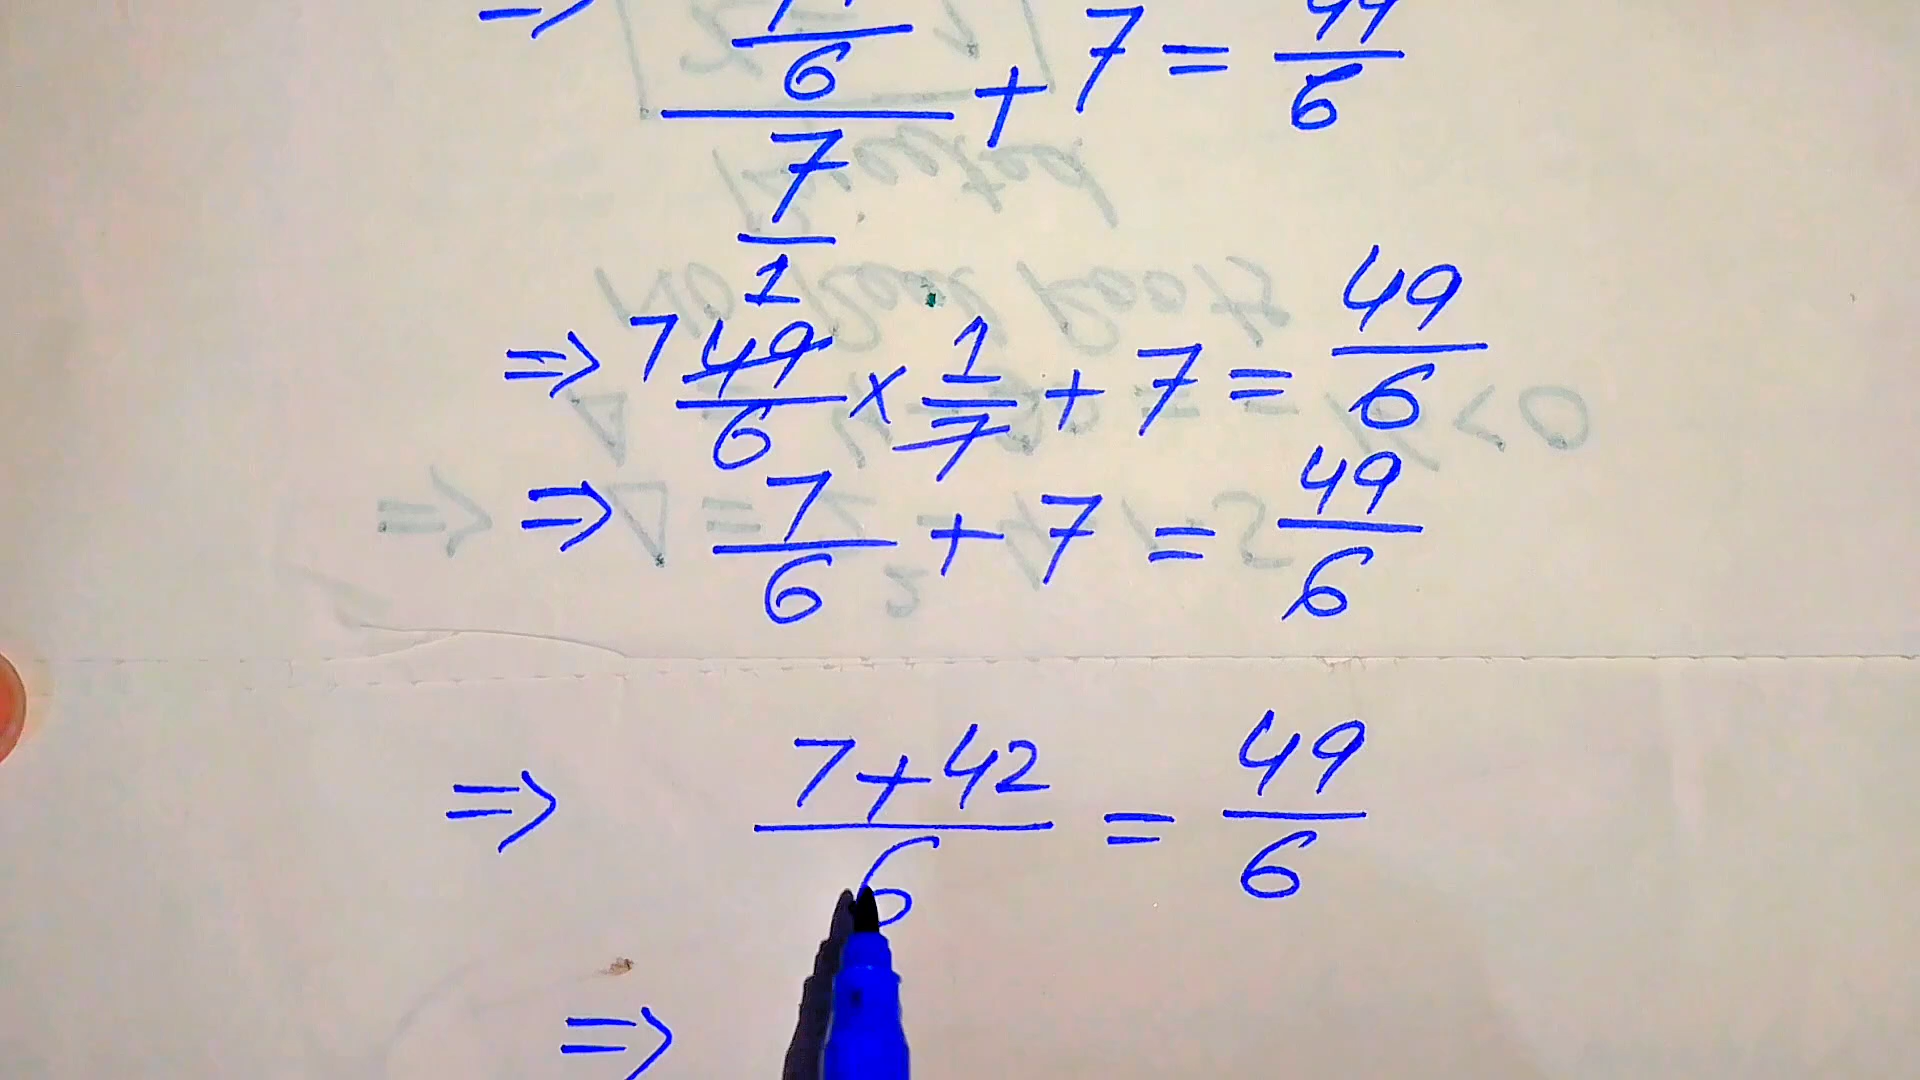 ⇒ (49/6)/(7/1) + 7 = 49/6
⇒ 7 49/6 × 1/7 + 7 = 49/6
⇒ 7/6 + 7 = 49/6
⇒ (7+42)/6 = 49/6
⇒